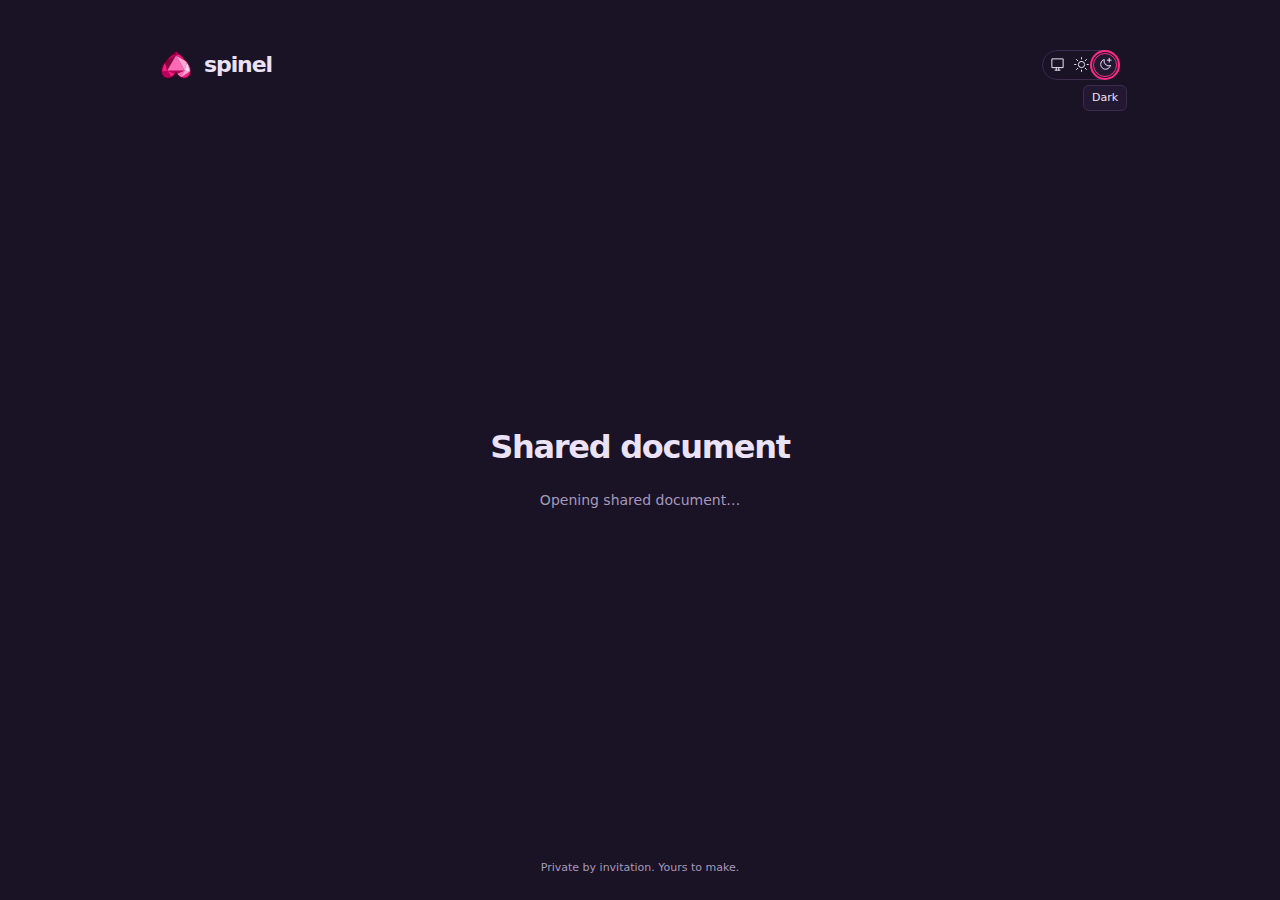 spinel
Dark
Shared document
Opening shared document…
Private by invitation. Yours to make.